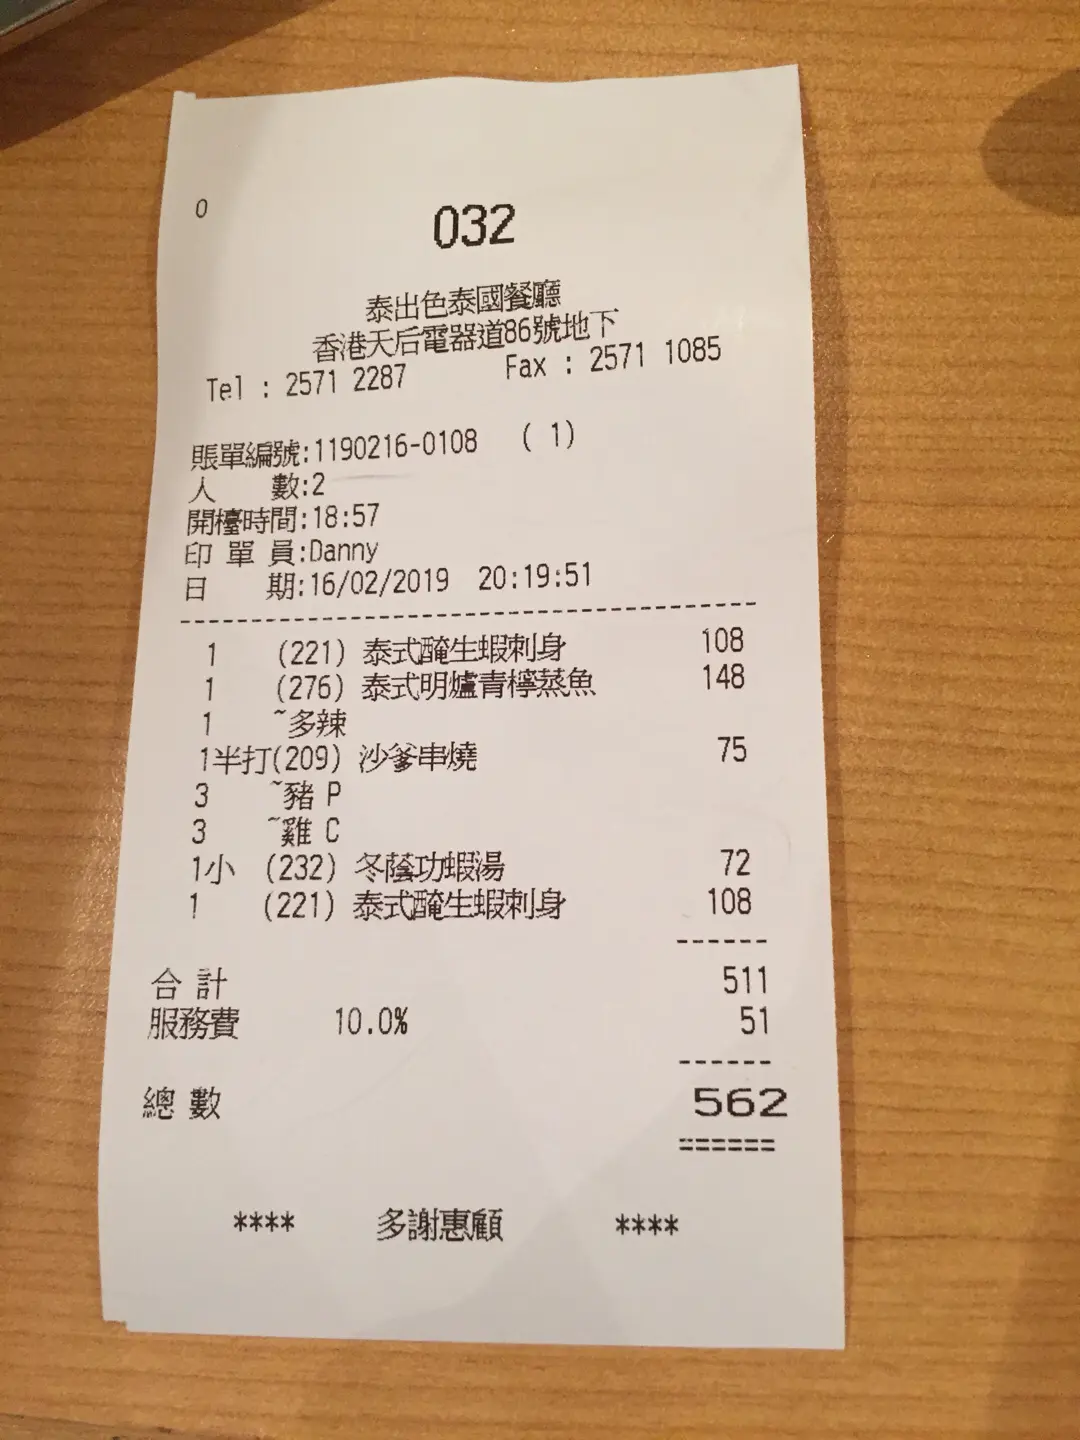 0
032
泰出色泰國餐廳
香港天后電器道86號地下
Tel : 2571 2287 Fax : 2571 1085
賬單編號:1190216-0108 ( 1)
人 數:2
開檯時間:18:57
印 單 員:Danny
日 期:16/02/2019 20:19:51
1 (221) 泰式醃生蝦刺身 108
1 (276) 泰式明爐青檸蒸魚 148
1 ~多辣
1半打(209) 沙爹串燒 75
3 ~豬 P
3 ~雞 C
1小 (232) 冬蔭功蝦湯 72
1 (221) 泰式醃生蝦刺身 108
合 計 511
服務費 10.0% 51
總 數 562
**** 多謝惠顧 ****